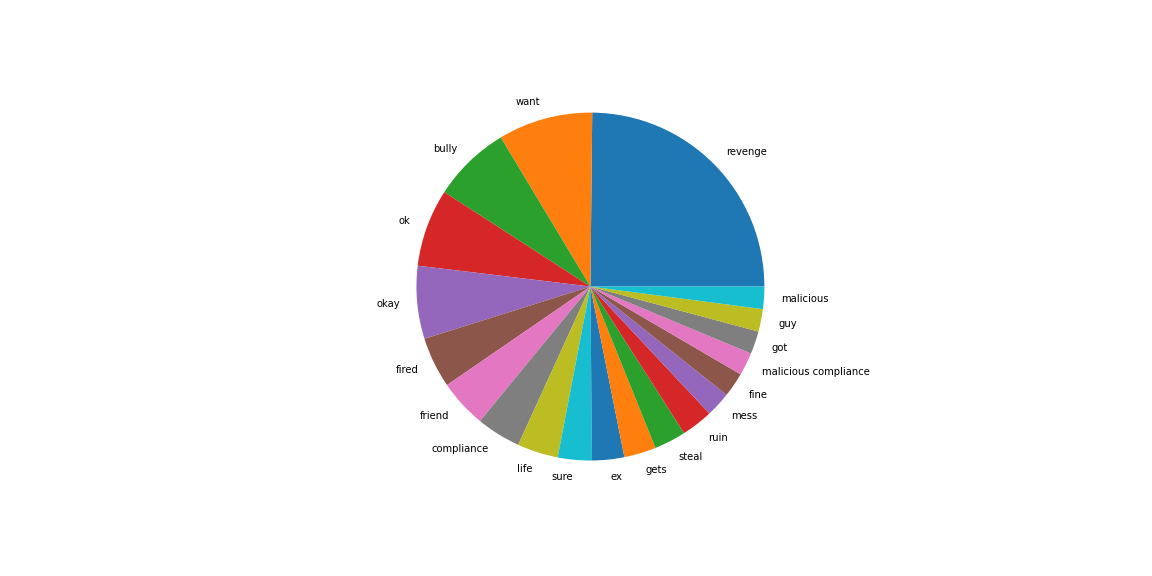 want
revenge
bully
ok
okay
fired
friend
compliance
life
sure
ex
gets
steal
ruin
mess
fine
malicious compliance
got
guy
malicious